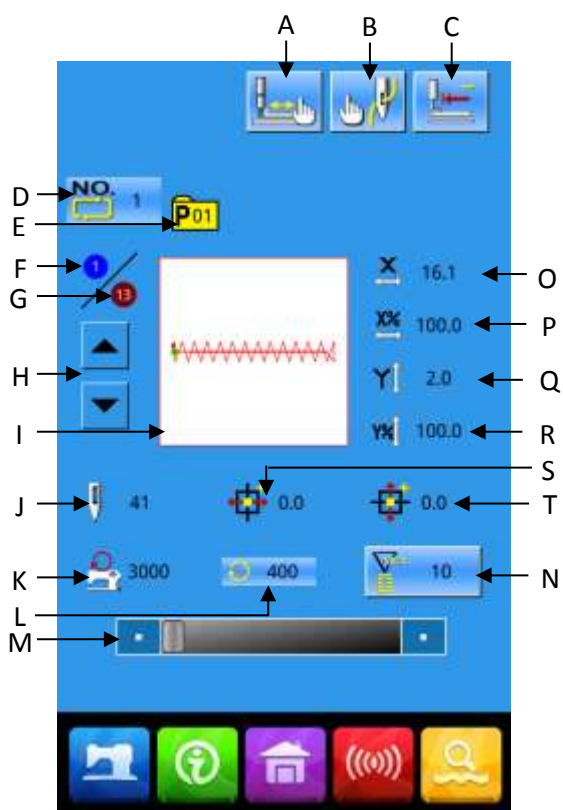 A B C
D NO. 1
E P01
F 1
G 13
X 16.1 O
X% 100.0 P
H
Y 2.0 Q
I Y% 100.0 R
S
J 41 0.0 0.0 T
K 3000 400 10 N
L
M